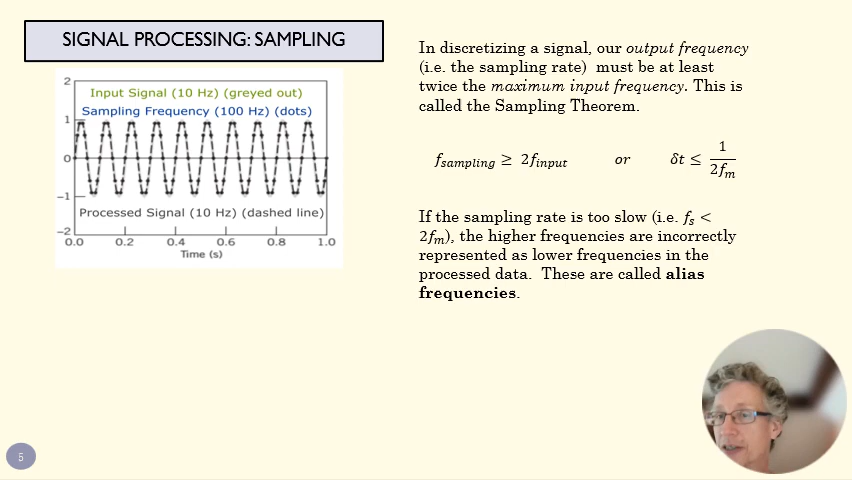 SIGNAL PROCESSING: SAMPLING
2
Input Signal (10 Hz) (greyed out)
Sampling Frequency (100 Hz) (dots)
1
0
−1
Processed Signal (10 Hz) (dashed line)
−2
0.0 0.2 0.4 0.6 0.8 1.0
Time (s)
In discretizing a signal, our output frequency
(i.e. the sampling rate) must be at least
twice the maximum input frequency. This is
called the Sampling Theorem.
f_sampling ≥ 2f_input or δt ≤ 1/2f_m
If the sampling rate is too slow (i.e. f_s <
2f_m), the higher frequencies are incorrectly
represented as lower frequencies in the
processed data. These are called alias
frequencies.
5